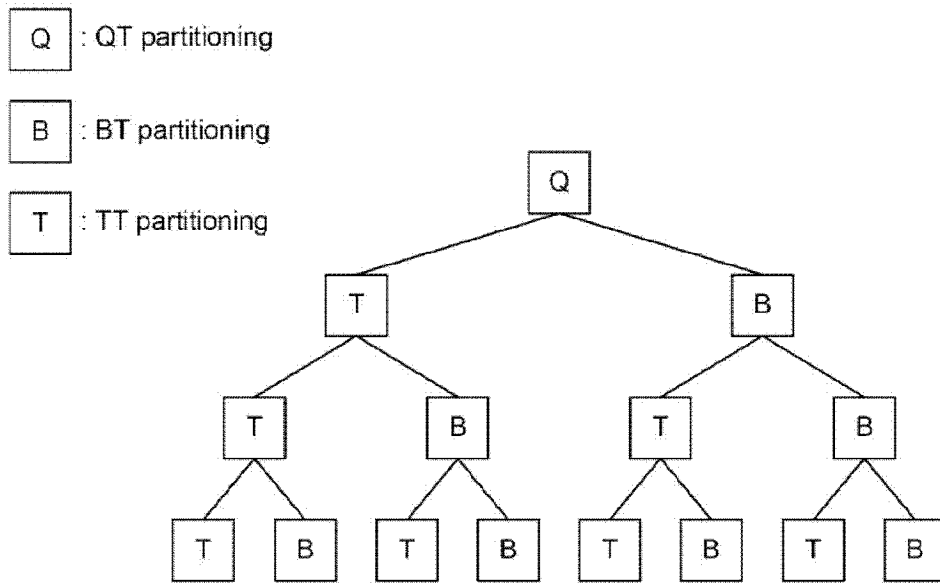 Q : QT partitioning
B : BT partitioning
T : TT partitioning
Q
T B
T B T B
T B T B T B T B